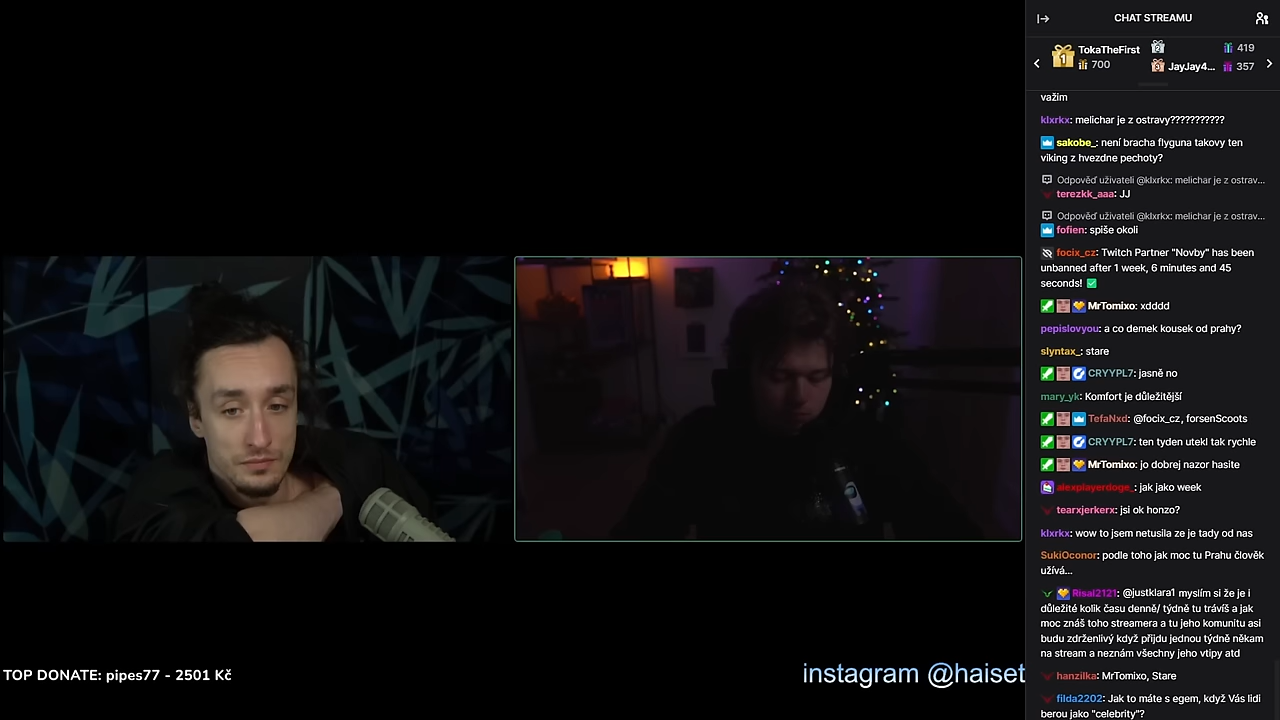 CHAT STREAMU
TokaTheFirst
700
419
JayJay4...
357
važím
klxrkx: melichar je z ostravy???????????
sakobe_: není bracha flyguna takovy ten
viking z hvezdne pechoty?
Odpověď uživateli @klxrkx: melichar je z ostrav...
terezkk_aaa: JJ
Odpověď uživateli @klxrkx: melichar je z ostrav...
fofien: spiše okoli
focix_cz: Twitch Partner "Novby" has been
unbanned after 1 week, 6 minutes and 45
seconds! ✅
MrTomixo: xdddd
pepislovyou: a co demek kousek od prahy?
slyntax_: stare
CRYYPL7: jasně no
mary_yk: Komfort je důležitější
TefaNxd: @focix_cz, forsenScoots
CRYYPL7: ten tyden utekl tak rychle
MrTomixo: jo dobrej nazor hasite
alexplayerdoge_: jak jako week
tearxjerkerx: jsi ok honzo?
klxrkx: wow to jsem netusila ze je tady od nas
SukiOconor: podle toho jak moc tu Prahu člověk
užívá...
Risal2121: @justklara1 myslím si že je i
důležité kolik času denně/ týdně tu trávíš a jak
moc znáš toho streamera a tu jeho komunitu asi
budu zdrženlivý když přijdu jednou týdně někam
na stream a neznám všechny jeho vtipy atd
hanzilka: MrTomixo, Stare
filda2202: Jak to máte s egem, když Vás lidi
berou jako "celebrity"?
TOP DONATE: pipes77 - 2501 Kč
instagram @haiset